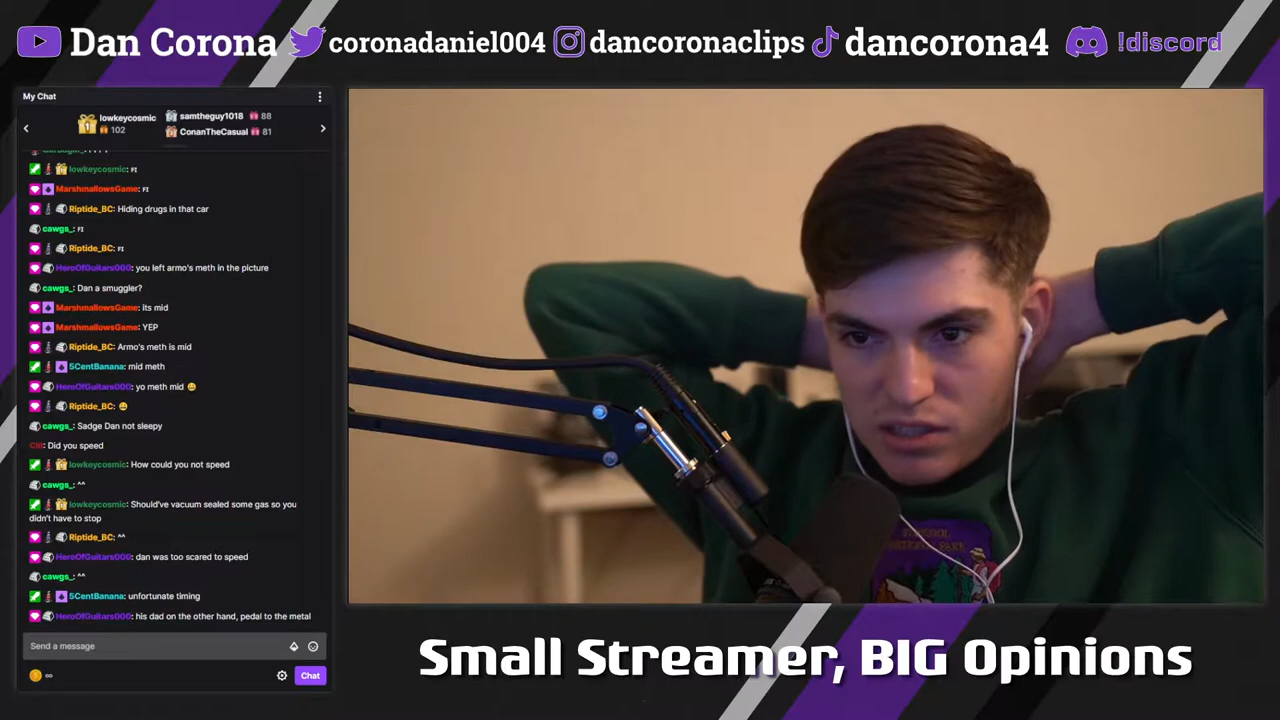 Dan Corona
coronadaniel004
dancoronaclips
dancorona4
!discord
My Chat
lowkeycosmic
102
samtheguy1018 88
ConanTheCasual 81
lowkeycosmic: FI
MarshmallowsGame: FI
Riptide_BC: Hiding drugs in that car
cawgs_: FI
Riptide_BC: FI
HeroOfGuitars000: you left armo's meth in the picture
cawgs_: Dan a smuggler?
MarshmallowsGame: its mid
MarshmallowsGame: YEP
Riptide_BC: Armo's meth is mid
5CentBanana: mid meth
HeroOfGuitars000: yo meth mid 😄
Riptide_BC: 😄
cawgs_: Sadge Dan not sleepy
Did you speed
lowkeycosmic: How could you not speed
cawgs_: ^^
lowkeycosmic: Should've vacuum sealed some gas so you
didn't have to stop
Riptide_BC: ^^
HeroOfGuitars000: dan was too scared to speed
cawgs_: ^^
5CentBanana: unfortunate timing
HeroOfGuitars000: his dad on the other hand, pedal to the metal
Send a message
∞
Chat
Small Streamer, BIG Opinions